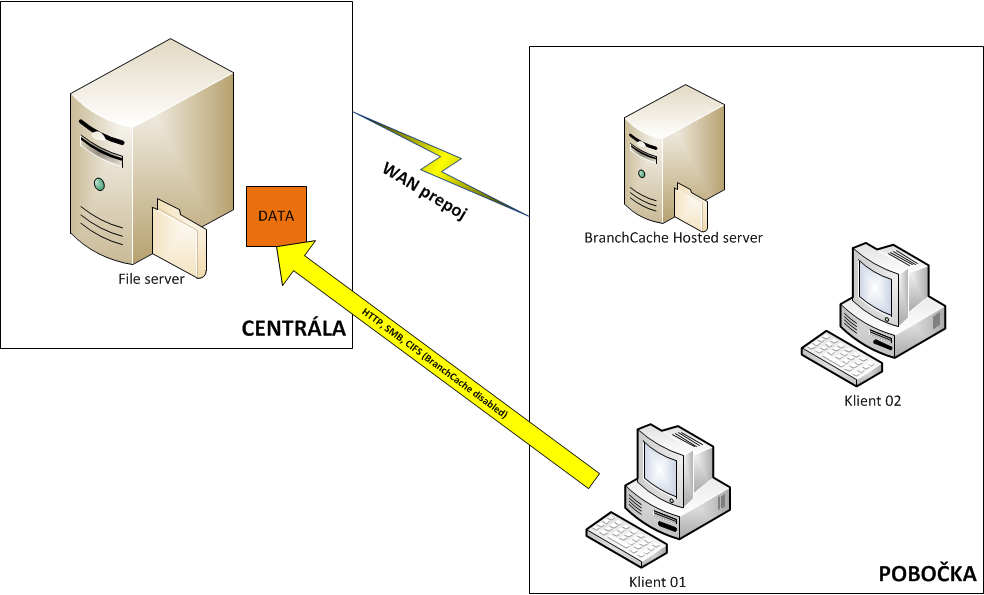 DATA
File server
CENTRÁLA
WAN prepoj
HTTP, SMB, CIFS (BranchCache disabled)
BranchCache Hosted server
Klient 02
Klient 01
POBOČKA